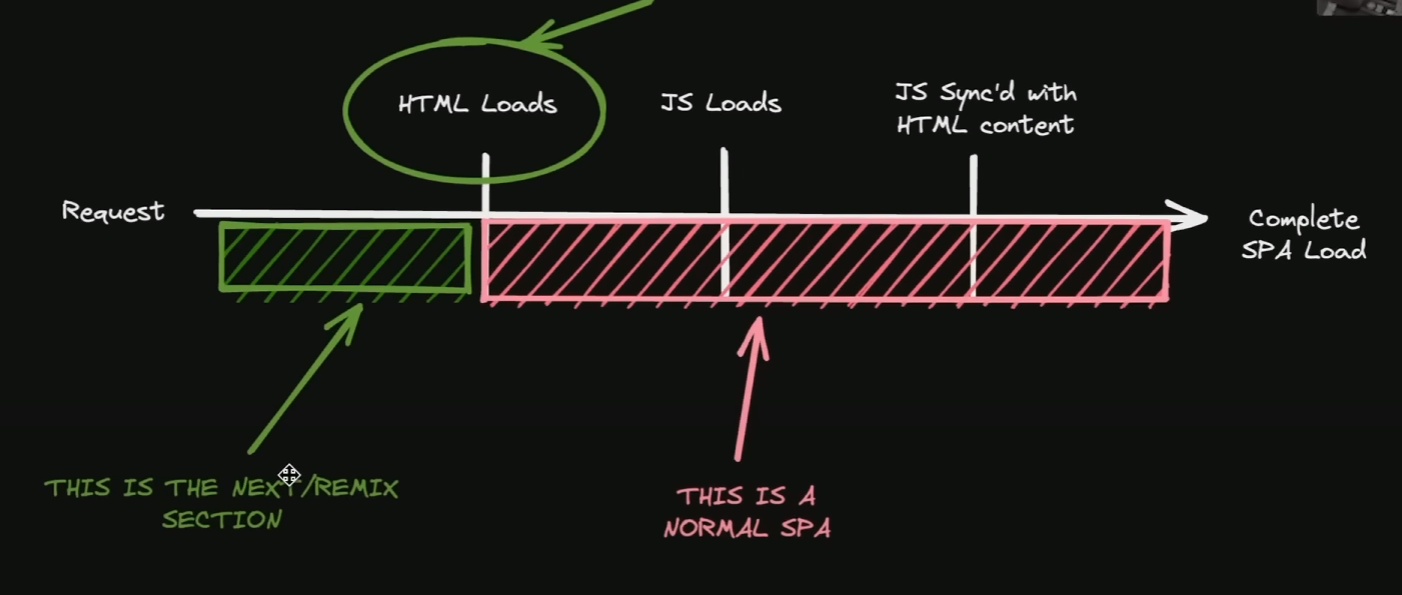 HTML Loads
JS Loads
JS Sync'd with
HTML content
Request
Complete
SPA Load
THIS IS THE NEXT/REMIX
SECTION
THIS IS A
NORMAL SPA